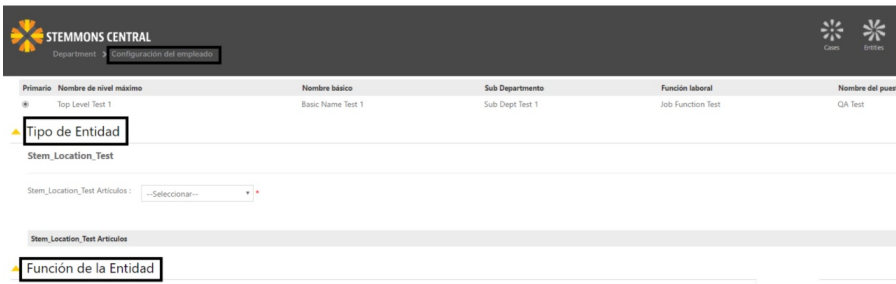 STEMMONS CENTRAL
Department > Configuración del empleado
Cases Entities
Primario Nombre de nivel máximo Nombre básico Sub Departmento Función laboral Nombre del pues
Top Level Test 1 Basic Name Test 1 Sub Dept Test 1 Job Function Test QA Test
Tipo de Entidad
Stem_Location_Test
Stem_Location_Test Artículos : --Seleccionar-- *
Stem_Location_Test Artículos
Función de la Entidad